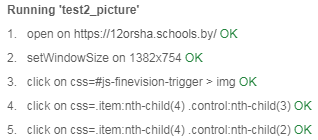 Running 'test2_picture'
1. open on https://12orsha.schools.by/ OK
2. setWindowSize on 1382x754 OK
3. click on css=#js-finevision-trigger > img OK
4. click on css=.item:nth-child(4) .control:nth-child(3) OK
5. click on css=.item:nth-child(4) .control:nth-child(2) OK